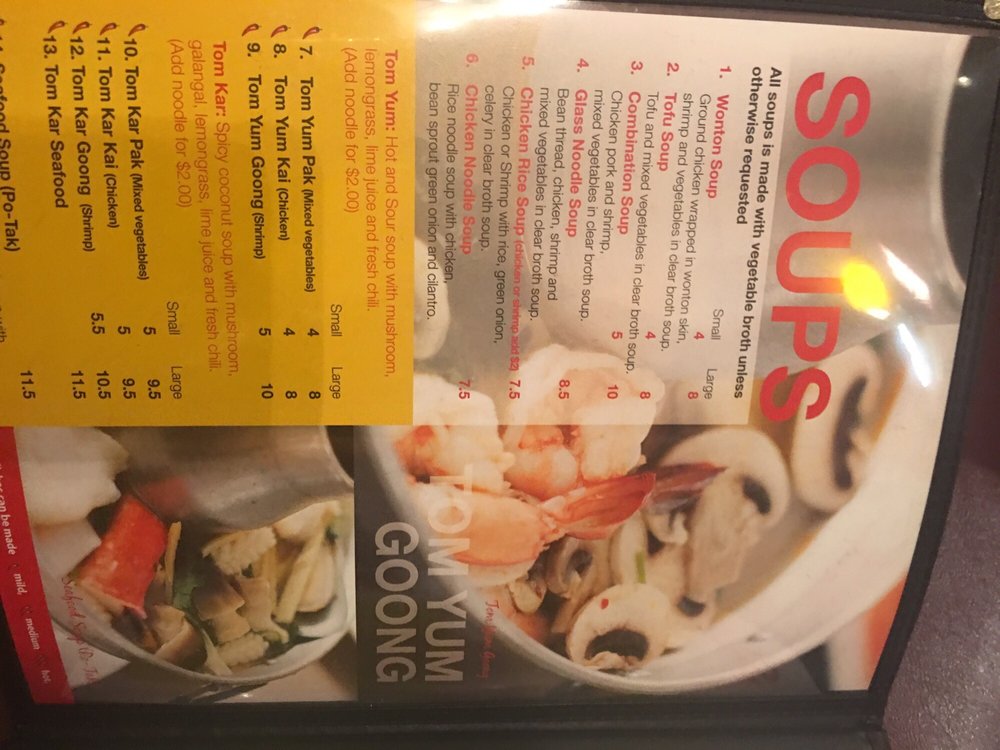 SOUPS
All soups is made with vegetable broth unless
otherwise requested
Small Large
1. Wonton Soup 4 8
Ground chicken wrapped in wonton skin,
shrimp and vegetables in clear broth soup.
2. Tofu Soup 4 8
Tofu and mixed vegetables in clear broth soup.
3. Combination Soup 5 10
Chicken pork and shrimp,
mixed vegetables in clear broth soup.
4. Glass Noodle Soup 8.5
Bean thread, chicken, shrimp and
mixed vegetables in clear broth soup.
5. Chicken Rice Soup (chicken or shrimp add $2) 7.5
Chicken or Shrimp with rice, green onion,
celery in clear broth soup.
6. Chicken Noodle Soup 7.5
Rice noodle soup with chicken,
bean sprout green onion and cilantro.
Tom Yum: Hot and Sour soup with mushroom,
lemongrass, lime juice and fresh chili.
(Add noodle for $2.00)
Small Large
7. Tom Yum Pak (Mixed vegetables) 4 8
8. Tom Yum Kai (Chicken) 4 8
9. Tom Yum Goong (Shrimp) 5 10
Tom Kar: Spicy coconut soup with mushroom,
galangal, lemongrass, lime juice and fresh chili.
(Add noodle for $2.00)
Small Large
10. Tom Kar Pak (Mixed vegetables) 5 9.5
11. Tom Kar Kai (Chicken) 5 9.5
12. Tom Kar Goong (Shrimp) 5.5 10.5
13. Tom Kar Seafood 11.5
Seafood Soup (Po-Tak) 11.5
TOM YUM
GOONG
can be made mild, medium hot